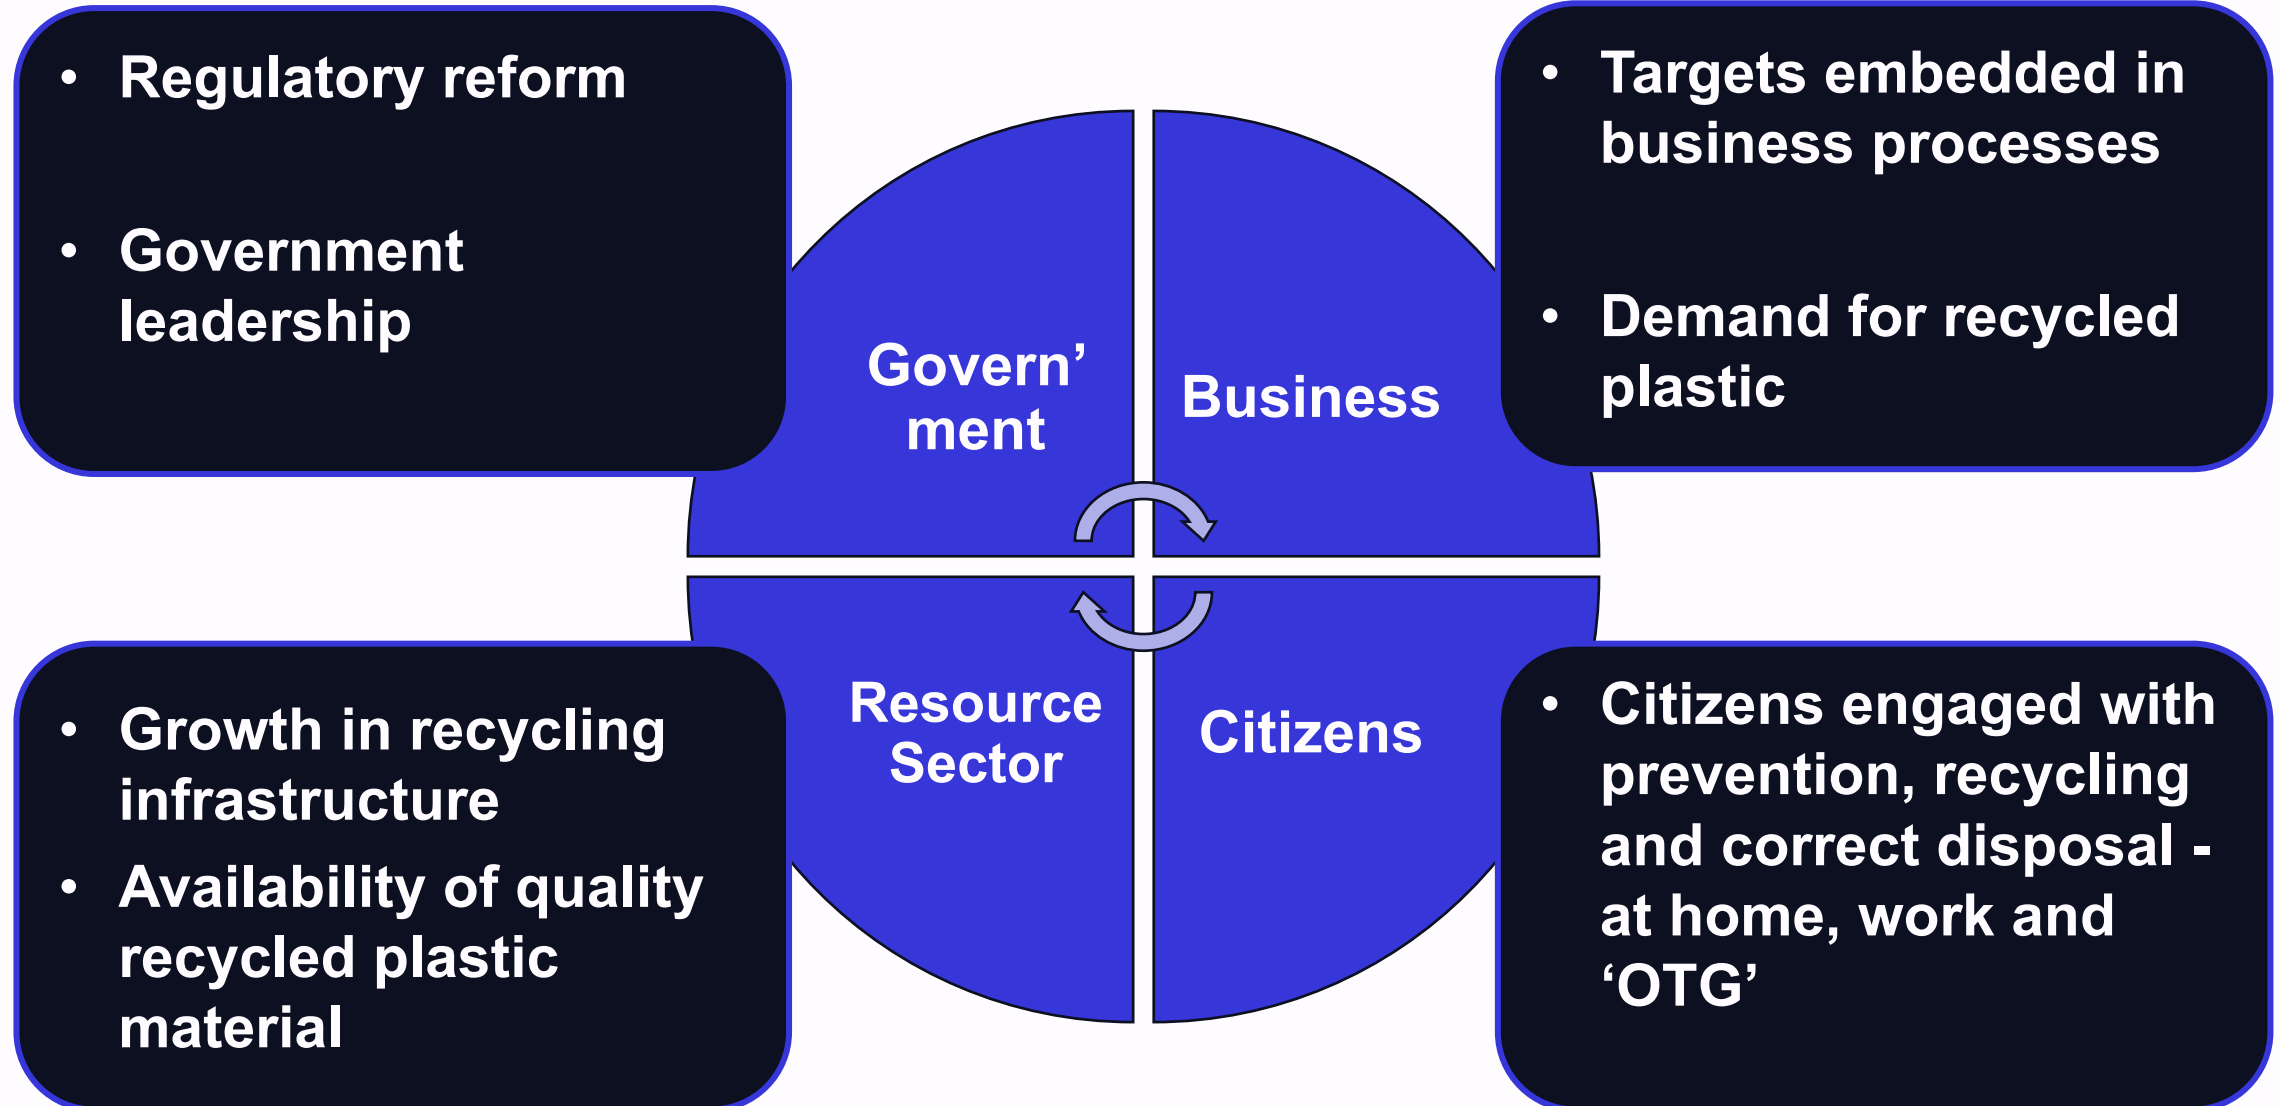 • Regulatory reform
• Government
leadership
• Targets embedded in
business processes
• Demand for recycled
plastic
Govern’
ment
Business
Resource
Sector
Citizens
• Growth in recycling
infrastructure
• Availability of quality
recycled plastic
material
• Citizens engaged with
prevention, recycling
and correct disposal -
at home, work and
‘OTG’